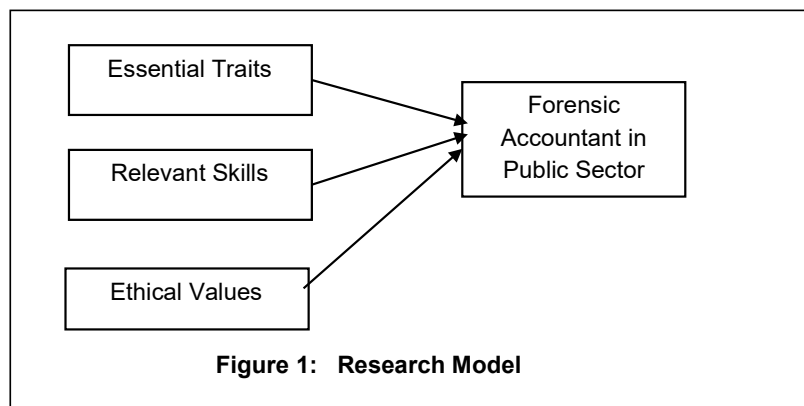 Essential Traits
Forensic
Accountant in
Public Sector
Relevant Skills
Ethical Values
Figure 1: Research Model